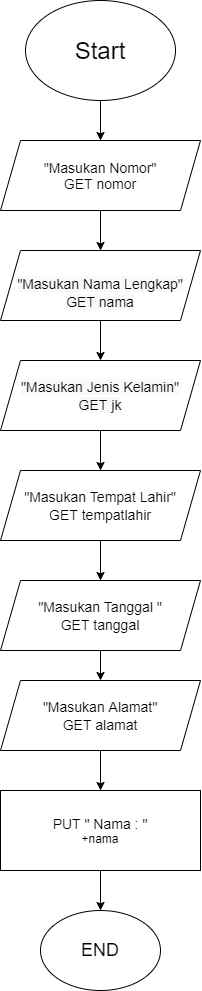 Start
"Masukan Nomor"
GET nomor
"Masukan Nama Lengkap"
GET nama
"Masukan Jenis Kelamin"
GET jk
"Masukan Tempat Lahir"
GET tempatlahir
"Masukan Tanggal "
GET tanggal
"Masukan Alamat"
GET alamat
PUT " Nama : "
+nama
END